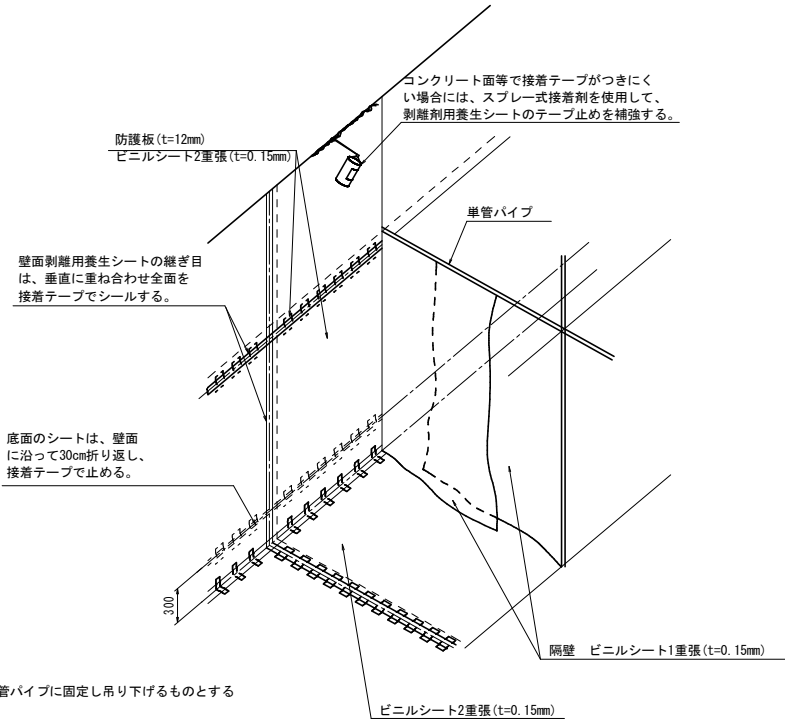 コンクリート面等で接着テープがつきにく
い場合には、スプレー式接着剤を使用して、
剥離剤用養生シートのテープ止めを補強する。
防護板(t=12mm)
ビニルシート2重張(t=0.15mm)
単管パイプ
壁面剥離用養生シートの継ぎ目
は、垂直に重ね合わせ全面を
接着テープでシールする。
底面のシートは、壁面
に沿って30cm折り返し、
接着テープで止める。
300
隔壁 ビニルシート1重張(t=0.15mm)
管パイプに固定し吊り下げるものとする
ビニルシート2重張(t=0.15mm)